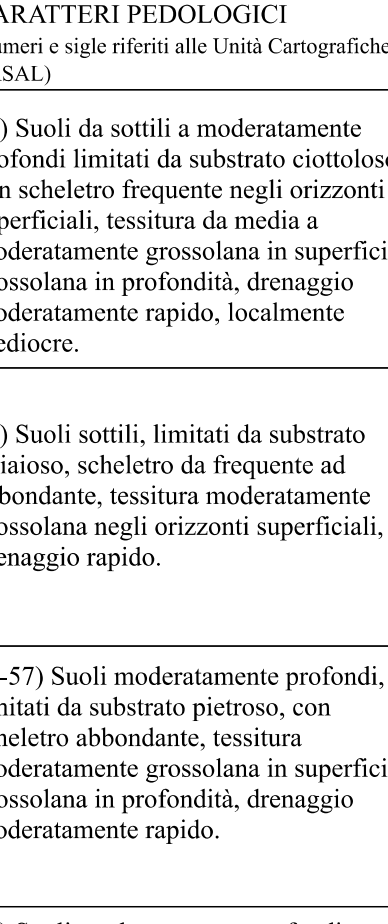 ARATTERI PEDOLOGICI
umeri e sigle riferiti alle Unità Cartografiche
RSAL)
) Suoli da sottili a moderatamente
ofondi limitati da substrato ciottoloso
n scheletro frequente negli orizzonti
perficiali, tessitura da media a
oderatamente grossolana in superfici
ossolana in profondità, drenaggio
oderatamente rapido, localmente
ediocre.
) Suoli sottili, limitati da substrato
iaioso, scheletro da frequente ad
bondante, tessitura moderatamente
ossolana negli orizzonti superficiali,
enaggio rapido.
-57) Suoli moderatamente profondi,
nitati da substrato pietroso, con
heletro abbondante, tessitura
oderatamente grossolana in superfici
ossolana in profondità, drenaggio
oderatamente rapido.